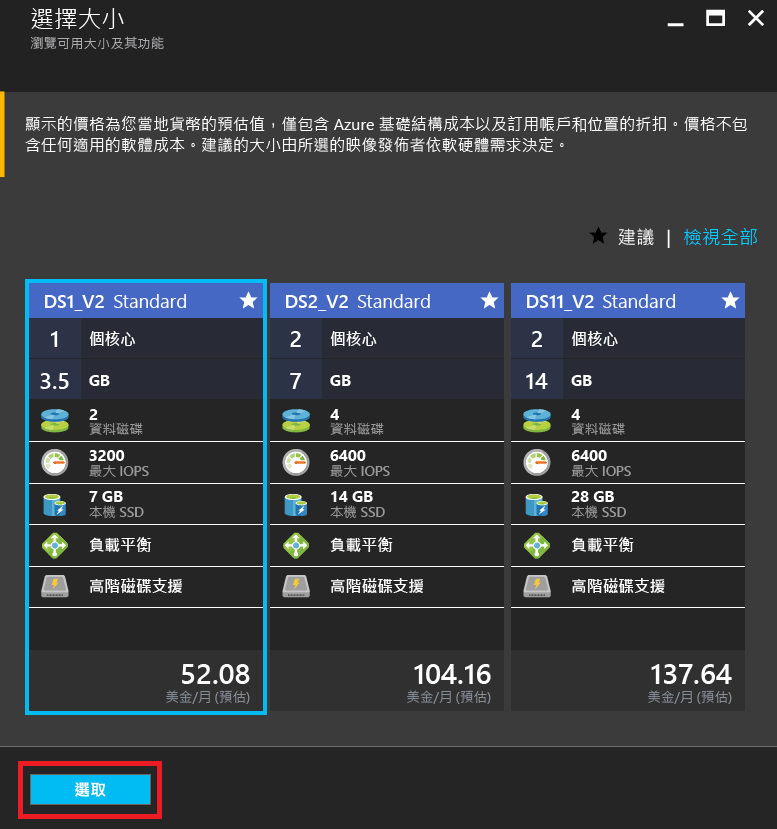 選擇大小
瀏覽可用大小及其功能
顯示的價格為您當地貨幣的預估值，僅包含 Azure 基礎結構成本以及訂用帳戶和位置的折扣。價格不包
含任何適用的軟體成本。建議的大小由所選的映像發佈者依軟硬體需求決定。
建議 | 檢視全部
DS1_V2 Standard
1 個核心
3.5 GB
2
資料磁碟
3200
最大 IOPS
7 GB
本機 SSD
負載平衡
高階磁碟支援
52.08
美金/月 (預估)
DS2_V2 Standard
2 個核心
7 GB
4
資料磁碟
6400
最大 IOPS
14 GB
本機 SSD
負載平衡
高階磁碟支援
104.16
美金/月 (預估)
DS11_V2 Standard
2 個核心
14 GB
4
資料磁碟
6400
最大 IOPS
28 GB
本機 SSD
負載平衡
高階磁碟支援
137.64
美金/月 (預估)
選取